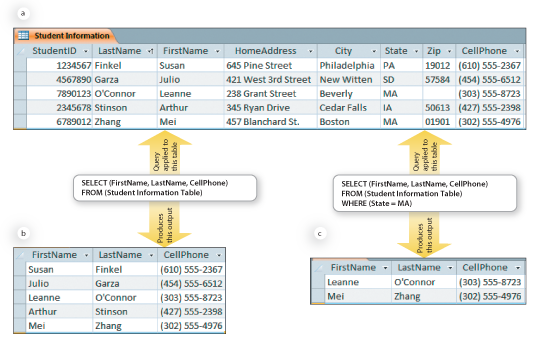 a
Student Information
StudentID LastName FirstName HomeAddress City State Zip CellPhone
1234567 Finkel Susan 645 Pine Street Philadelphia PA 19012 (610) 555-2367
4567890 Garza Julio 421 West 3rd Street New Witten SD 57584 (454) 555-6512
7890123 O'Connor Leanne 238 Grant Street Beverly MA (303) 555-8723
2345678 Stinson Arthur 345 Ryan Drive Cedar Falls IA 50613 (427) 555-2398
6789012 Zhang Mei 457 Blanchard St. Boston MA 01901 (302) 555-4976
Query
applied to
this table
Query
applied to
this table
SELECT (FirstName, LastName, CellPhone)
FROM (Student Information Table)
SELECT (FirstName, LastName, CellPhone)
FROM (Student Information Table)
WHERE (State = MA)
Produces
this output
Produces
this output
b
FirstName LastName CellPhone
Susan Finkel (610) 555-2367
Julio Garza (454) 555-6512
Leanne O'Connor (303) 555-8723
Arthur Stinson (427) 555-2398
Mei Zhang (302) 555-4976
c
FirstName LastName CellPhone
Leanne O'Connor (303) 555-8723
Mei Zhang (302) 555-4976